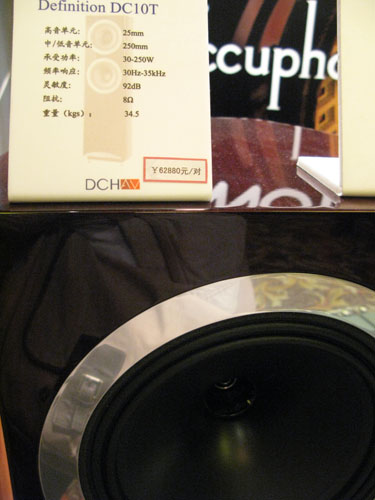 Definition DC10T
高音单元: 25mm
中/低音单元: 250mm
承受功率: 30-250W
频率响应: 30Hz-35kHz
灵敏度: 92dB
阻抗: 8Ω
重量（kgs）: 34.5
¥62880元/对
DCHAV
ccupho